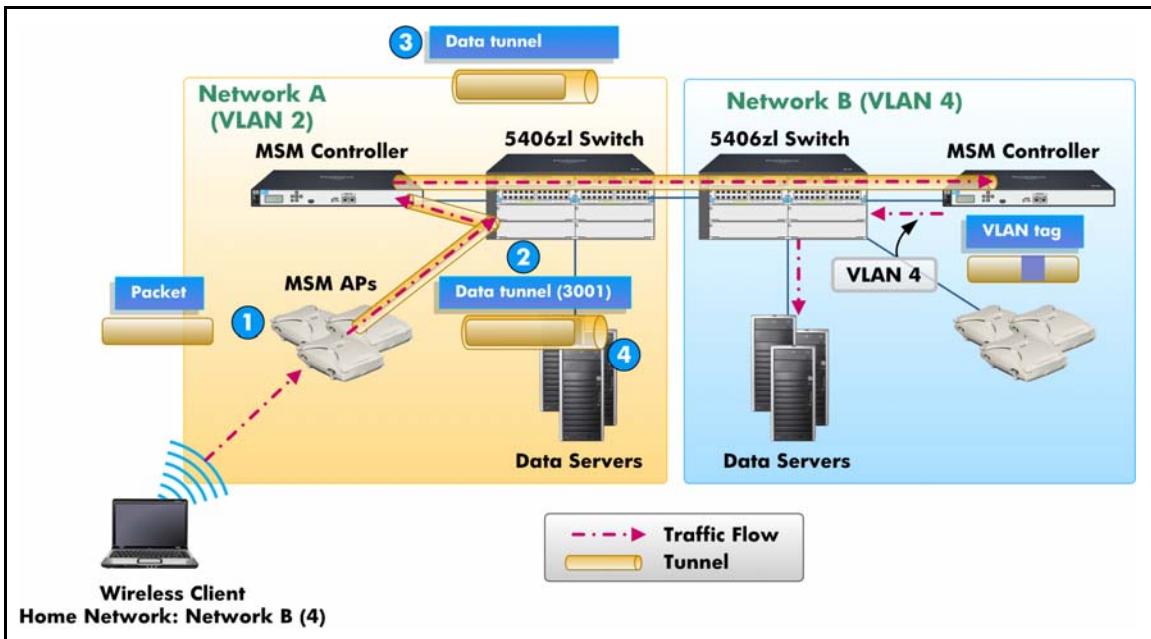 3
Data tunnel
Network A
(VLAN 2)
MSM Controller
5406zl Switch
Network B (VLAN 4)
5406zl Switch
MSM Controller
VLAN tag
VLAN 4
2
Data tunnel (3001)
Packet
1
MSM APs
4
Data Servers
Data Servers
Wireless Client
Home Network: Network B (4)
Traffic Flow
Tunnel